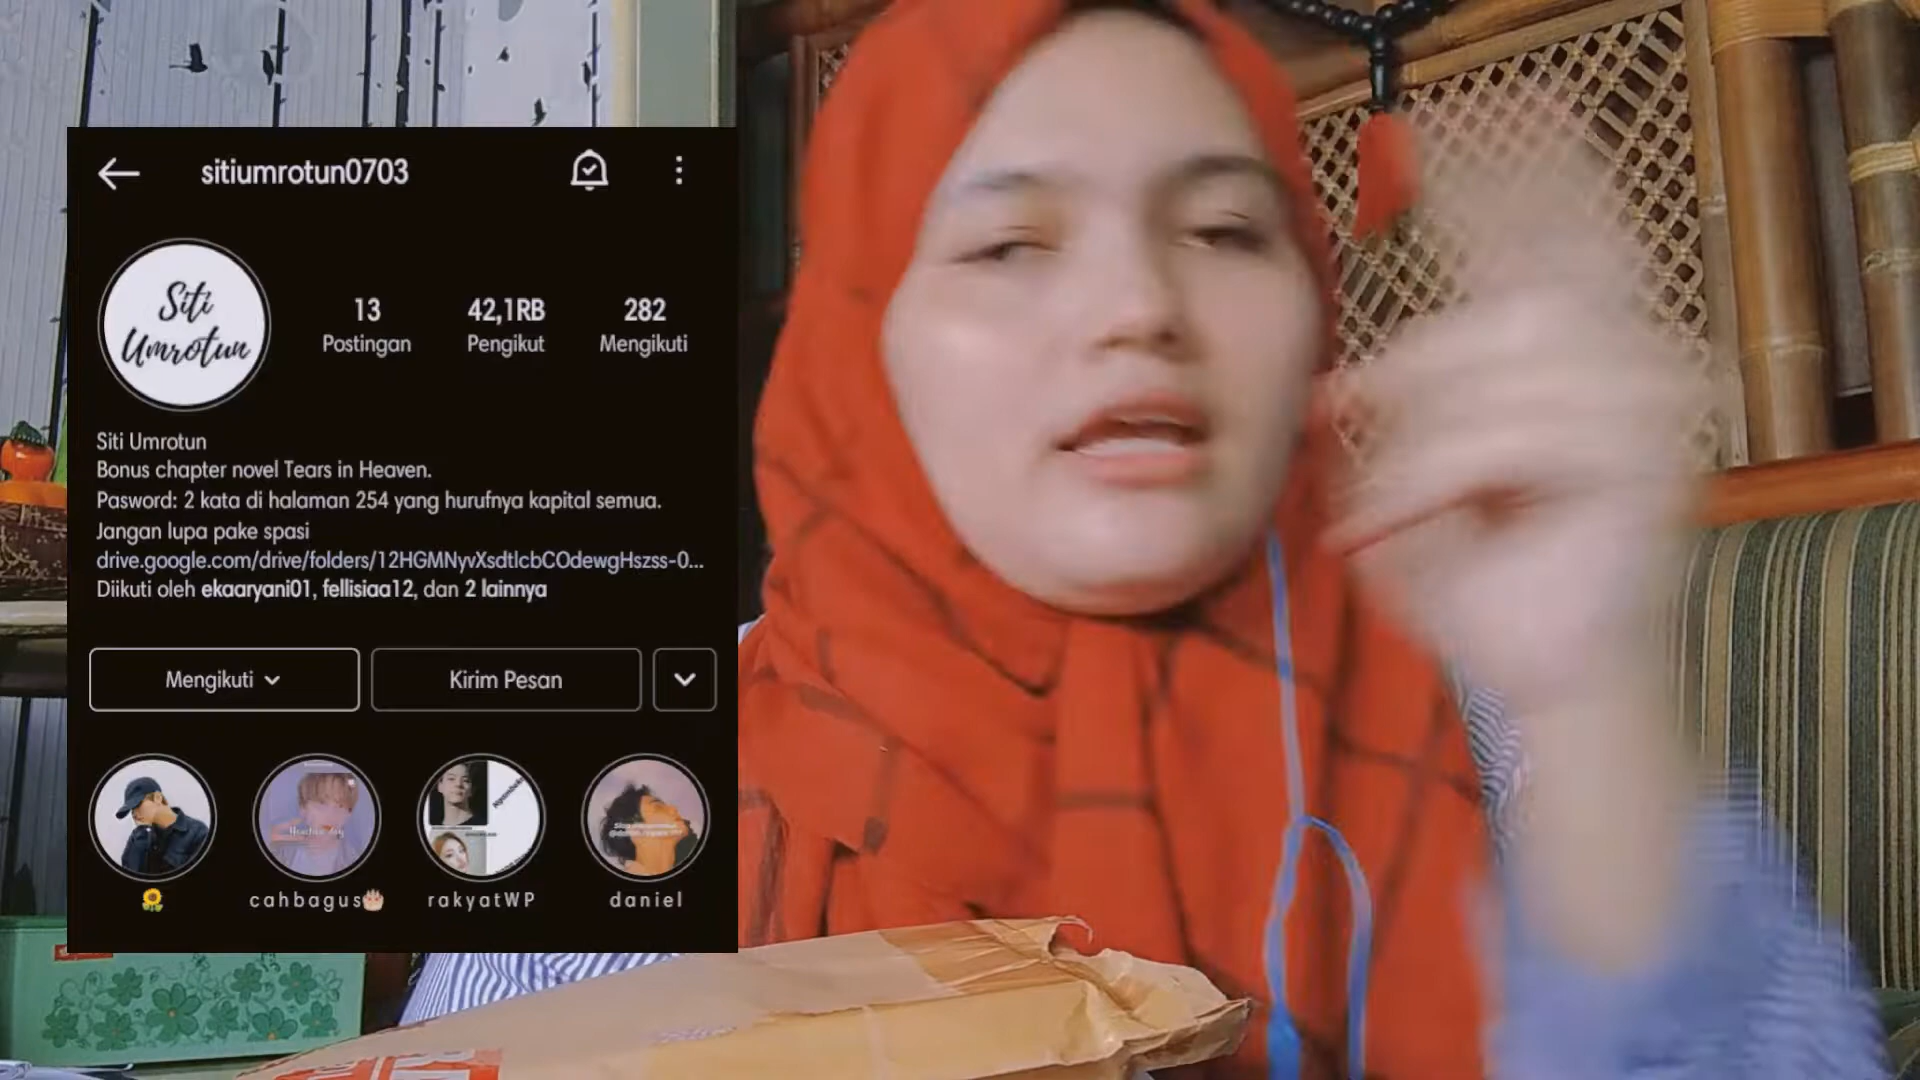 sitiumrotun0703
Siti
Umrotun
13
42,1RB
282
Postingan
Pengikut
Mengikuti
Siti Umrotun
Bonus chapter novel Tears in Heaven.
Pasword: 2 kata di halaman 254 yang hurufnya kapital semua.
Jangan lupa pake spasi
drive.google.com/drive/folders/12HGMNyvXsdtIcbCOdewgHszss-0...
Diikuti oleh ekaaryani01, fellisiaa12, dan 2 lainnya
Mengikuti
Kirim Pesan
cahbagus🎂
rakyatWP
daniel